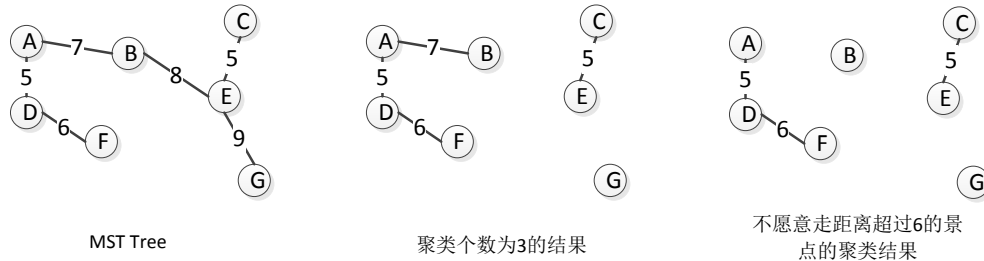 A 7 B 8 C 5 E 9 G 5 D 6 F
MST Tree
A 7 B C 5 E 5 D 6 F G
聚类个数为3的结果
A B C 5 E 5 D 6 F G
不愿意走距离超过6的景
点的聚类结果